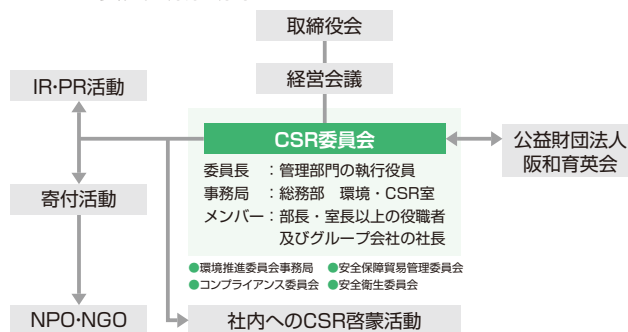 取締役会
経営会議
IR・PR活動
CSR委員会
公益財団法人
阪和育英会
委員長　：管理部門の執行役員
事務局　：総務部　環境・CSR室
メンバー：部長・室長以上の役職者
及びグループ会社の社長
寄付活動
●環境推進委員会事務局　●安全保障貿易管理委員会
●コンプライアンス委員会　●安全衛生委員会
NPO・NGO
社内へのCSR啓蒙活動